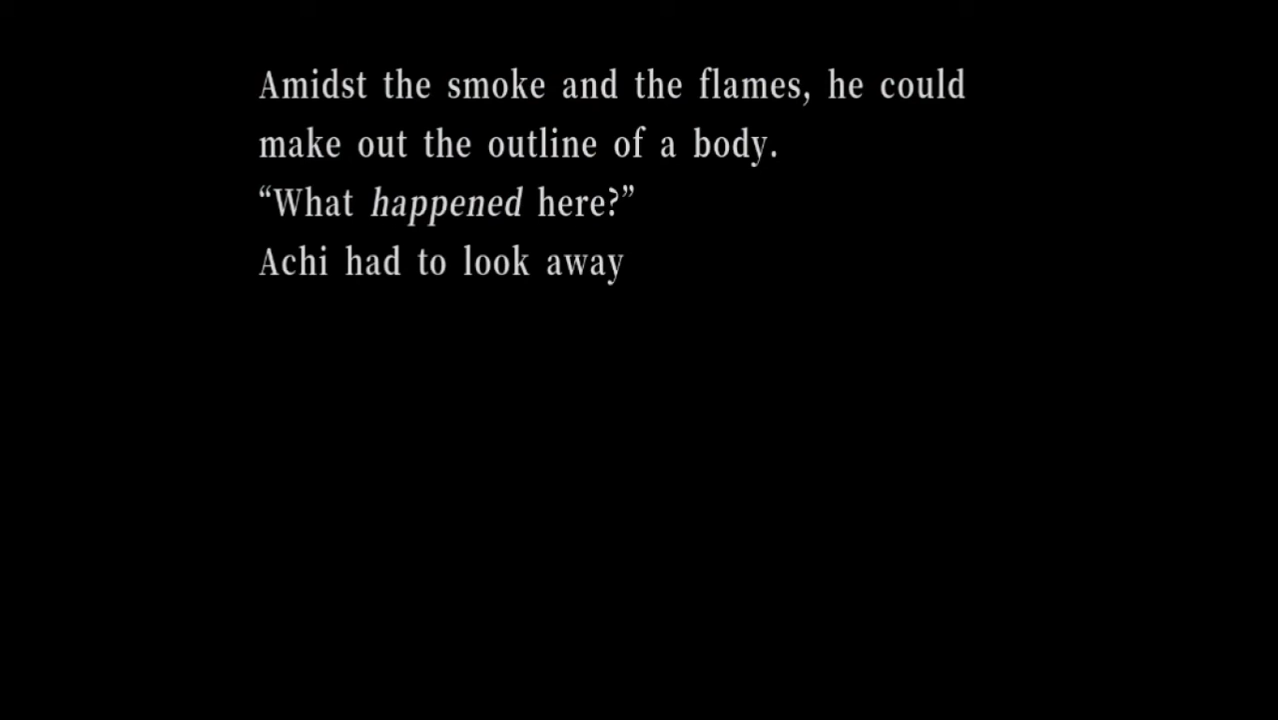 Amidst the smoke and the flames, he could
make out the outline of a body.
“What happened here?”
Achi had to look away